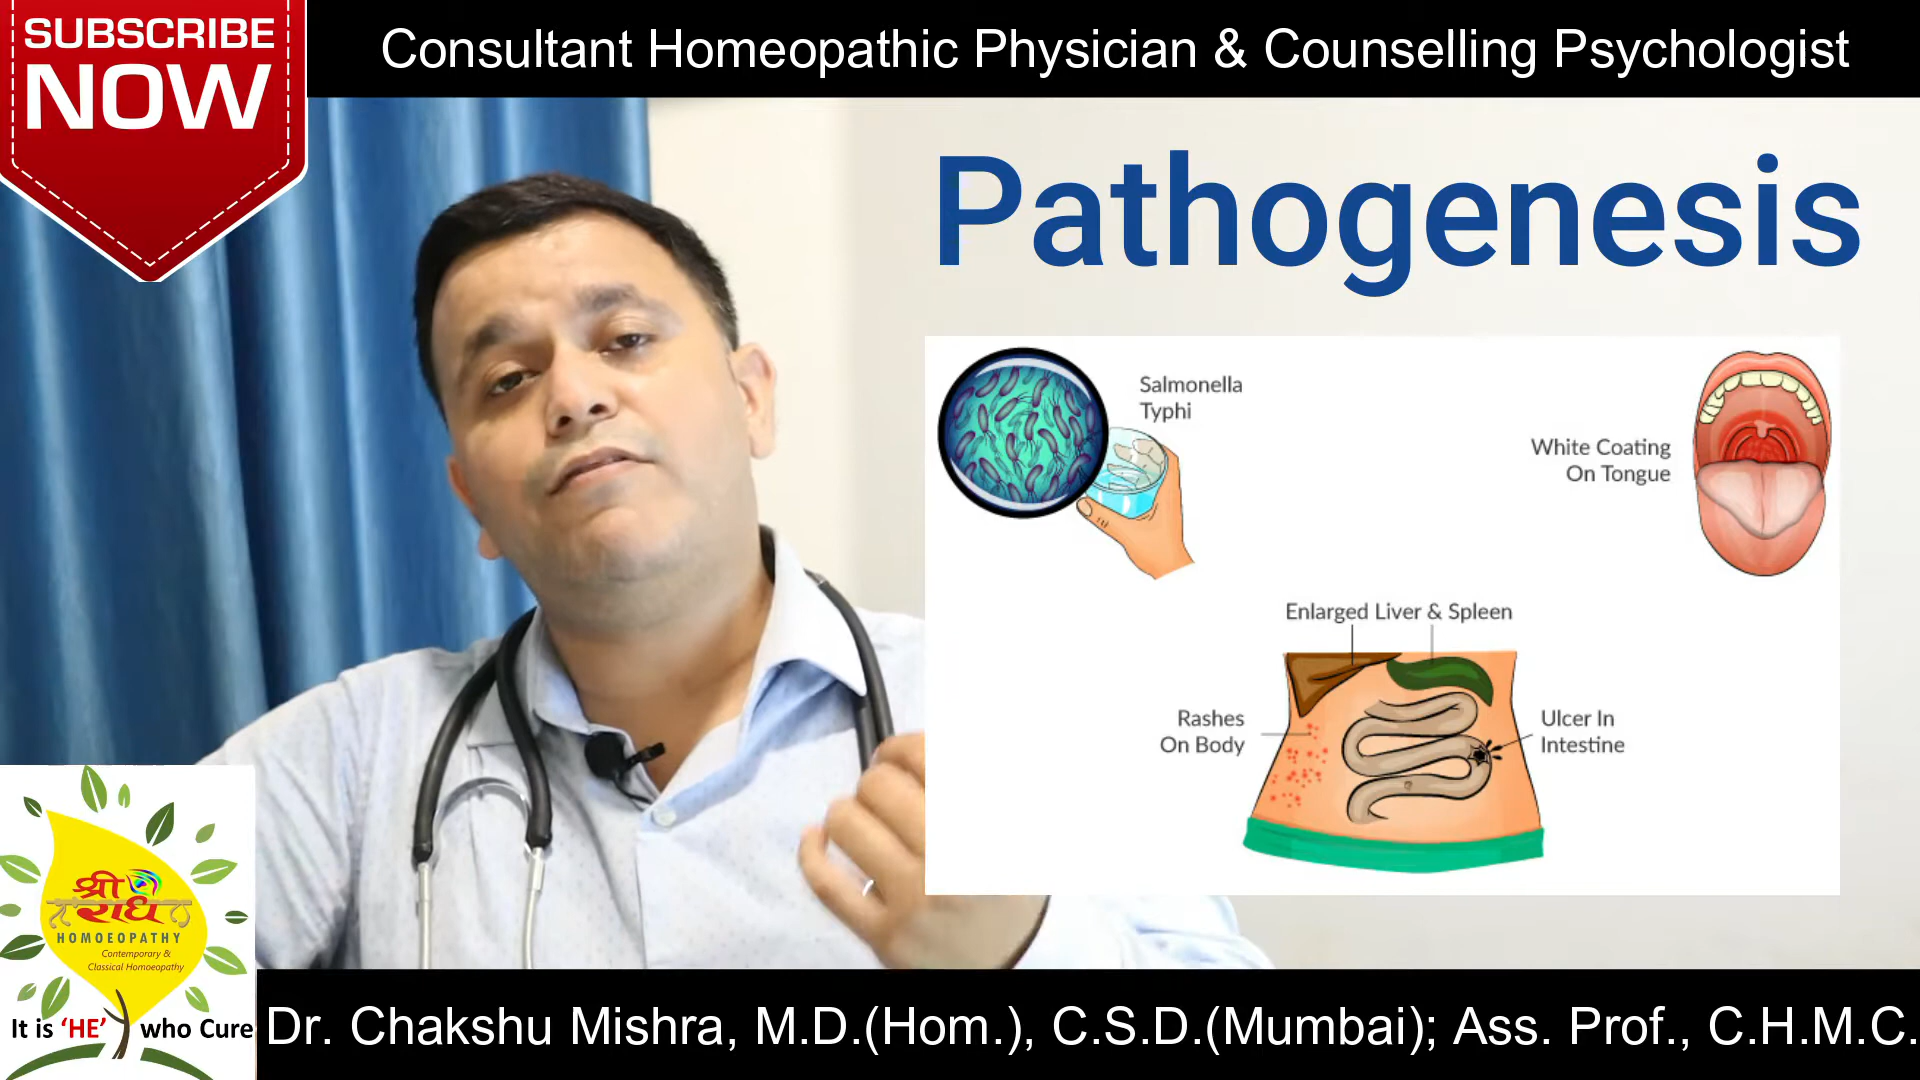 SUBSCRIBE
NOW
Consultant Homeopathic Physician & Counselling Psychologist
Pathogenesis
Salmonella
Typhi
White Coating
On Tongue
Enlarged Liver & Spleen
Rashes
On Body
Ulcer In
Intestine
श्री
राधे
HOMOEOPATHY
Contemporary &
Classical Homoeopathy
It is ‘HE’ who Cure
Dr. Chakshu Mishra, M.D.(Hom.), C.S.D.(Mumbai); Ass. Prof., C.H.M.C.